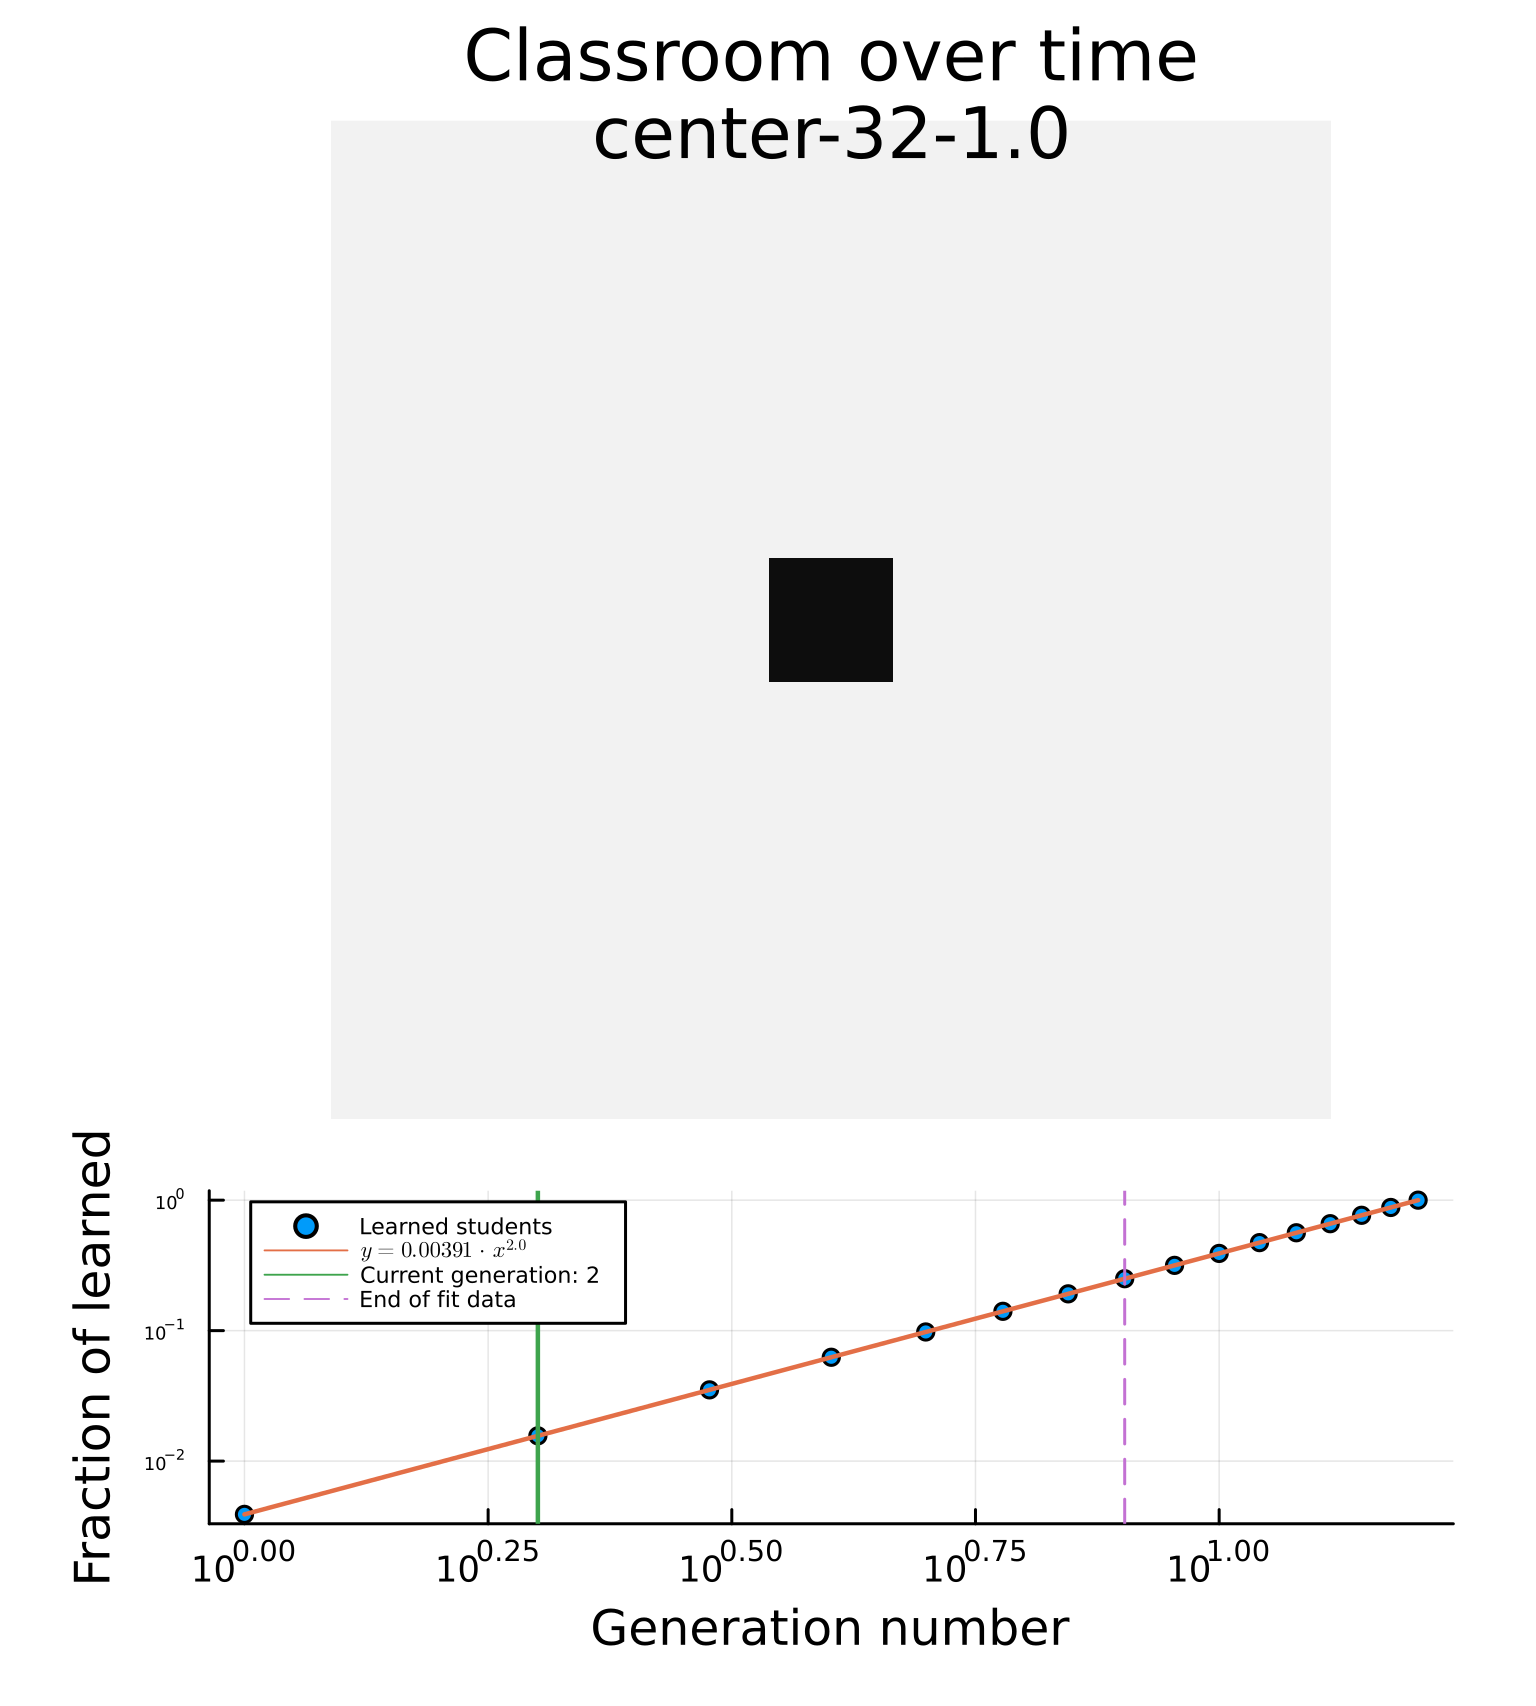 Classroom over time
center-32-1.0
Fraction of learned
10^0
10^-1
10^-2
Learned students
y = 0.00391 · x^2.0
Current generation: 2
End of fit data
10^0.00 10^0.25 10^0.50 10^0.75 10^1.00
Generation number